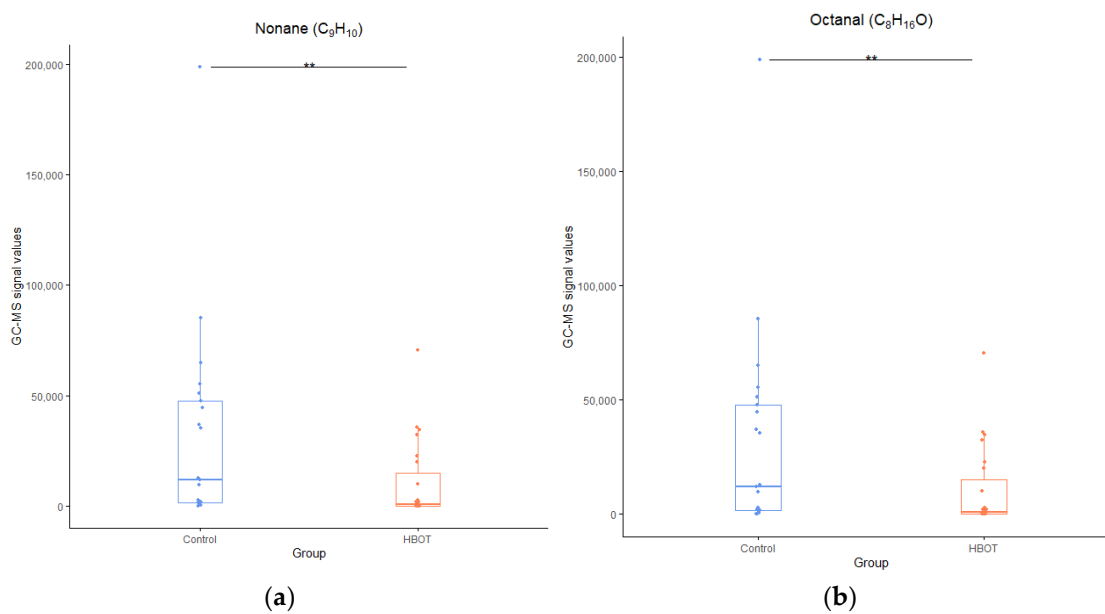 Nonane (C₉H₁₀)
**
200,000
150,000
100,000
50,000
0
GC-MS signal values
Control
HBOT
Group
(a)
Octanal (C₈H₁₆O)
**
200,000
150,000
100,000
50,000
0
GC-MS signal values
Control
HBOT
Group
(b)